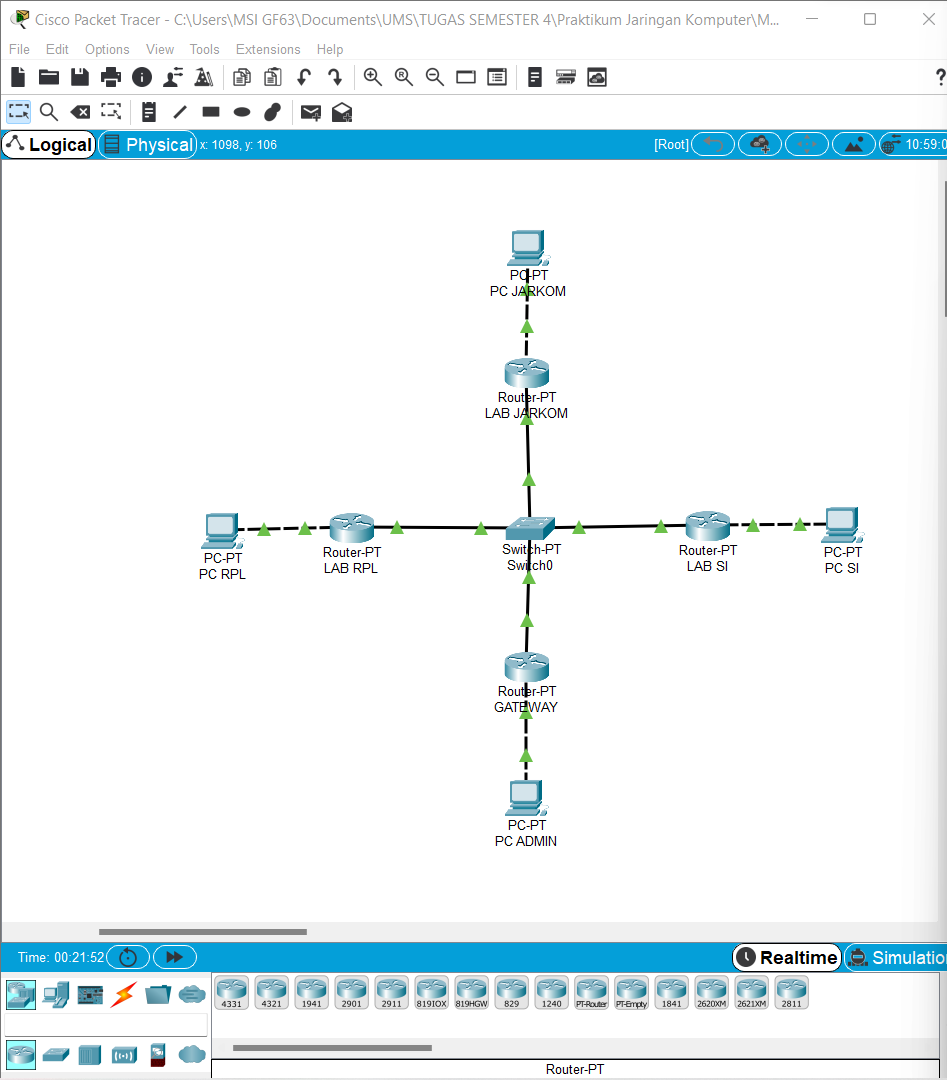 Cisco Packet Tracer - C:\Users\MSI GF63\Documents\UMS\TUGAS SEMESTER 4\Praktikum Jaringan Komputer\M...
File Edit Options View Tools Extensions Help
Logical Physical x: 1098, y: 106 [Root] 10:59:0
PC-PT
PC JARKOM
Router-PT
LAB JARKOM
PC-PT
PC RPL
Router-PT
LAB RPL
Switch-PT
Switch0
Router-PT
LAB SI
PC-PT
PC SI
Router-PT
GATEWAY
PC-PT
PC ADMIN
Time: 00:21:52 Realtime Simulation
4331 4321 1941 2901 2911 819IOX 819HGW 829 1240 PT-Router PT-Empty 1841 2620XM 2621XM 2811
Router-PT